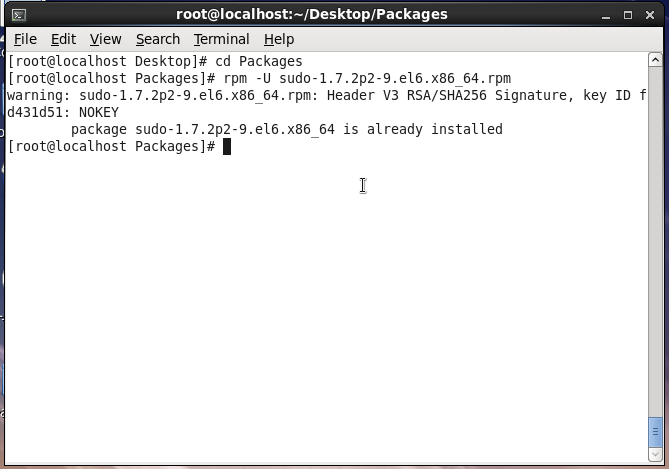 root@localhost:~/Desktop/Packages
File Edit View Search Terminal Help
[root@localhost Desktop]# cd Packages
[root@localhost Packages]# rpm -U sudo-1.7.2p2-9.el6.x86_64.rpm
warning: sudo-1.7.2p2-9.el6.x86_64.rpm: Header V3 RSA/SHA256 Signature, key ID f
d431d51: NOKEY
        package sudo-1.7.2p2-9.el6.x86_64 is already installed
[root@localhost Packages]#